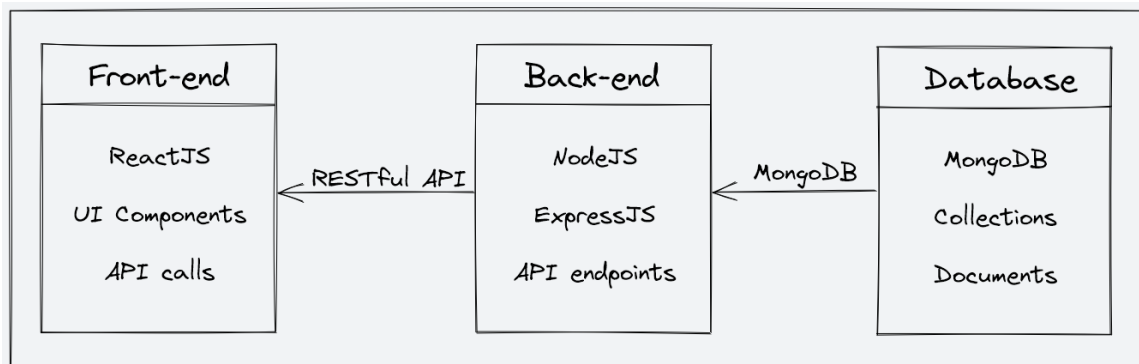 Front-end
ReactJS
UI Components
API calls
RESTful API
Back-end
NodeJS
ExpressJS
API endpoints
MongoDB
Database
MongoDB
Collections
Documents